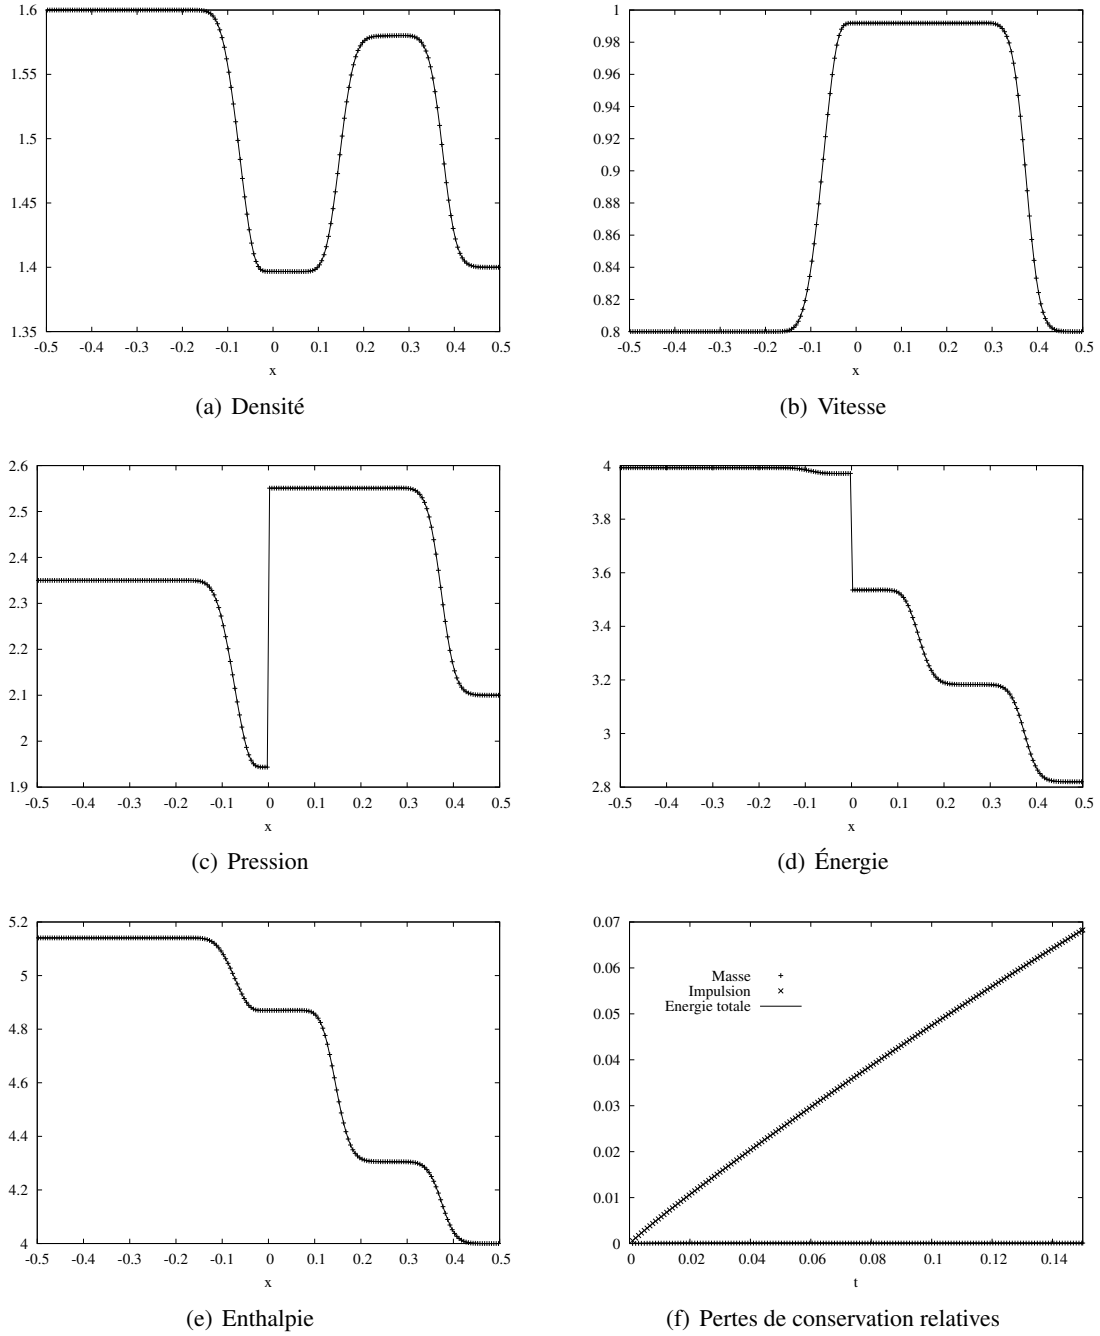 1.6
1.55
1.5
1.45
1.4
1.35
-0.5 -0.4 -0.3 -0.2 -0.1 0 0.1 0.2 0.3 0.4 0.5
x
(a) Densité
1
0.98
0.96
0.94
0.92
0.9
0.88
0.86
0.84
0.82
0.8
-0.5 -0.4 -0.3 -0.2 -0.1 0 0.1 0.2 0.3 0.4 0.5
x
(b) Vitesse
2.6
2.5
2.4
2.3
2.2
2.1
2
1.9
-0.5 -0.4 -0.3 -0.2 -0.1 0 0.1 0.2 0.3 0.4 0.5
x
(c) Pression
4
3.8
3.6
3.4
3.2
3
2.8
-0.5 -0.4 -0.3 -0.2 -0.1 0 0.1 0.2 0.3 0.4 0.5
x
(d) Énergie
5.2
5
4.8
4.6
4.4
4.2
4
-0.5 -0.4 -0.3 -0.2 -0.1 0 0.1 0.2 0.3 0.4 0.5
x
(e) Enthalpie
0.07
0.06
0.05
0.04
0.03
0.02
0.01
0
Masse
Impulsion
Energie totale
0 0.02 0.04 0.06 0.08 0.1 0.12 0.14
t
(f) Pertes de conservation relatives